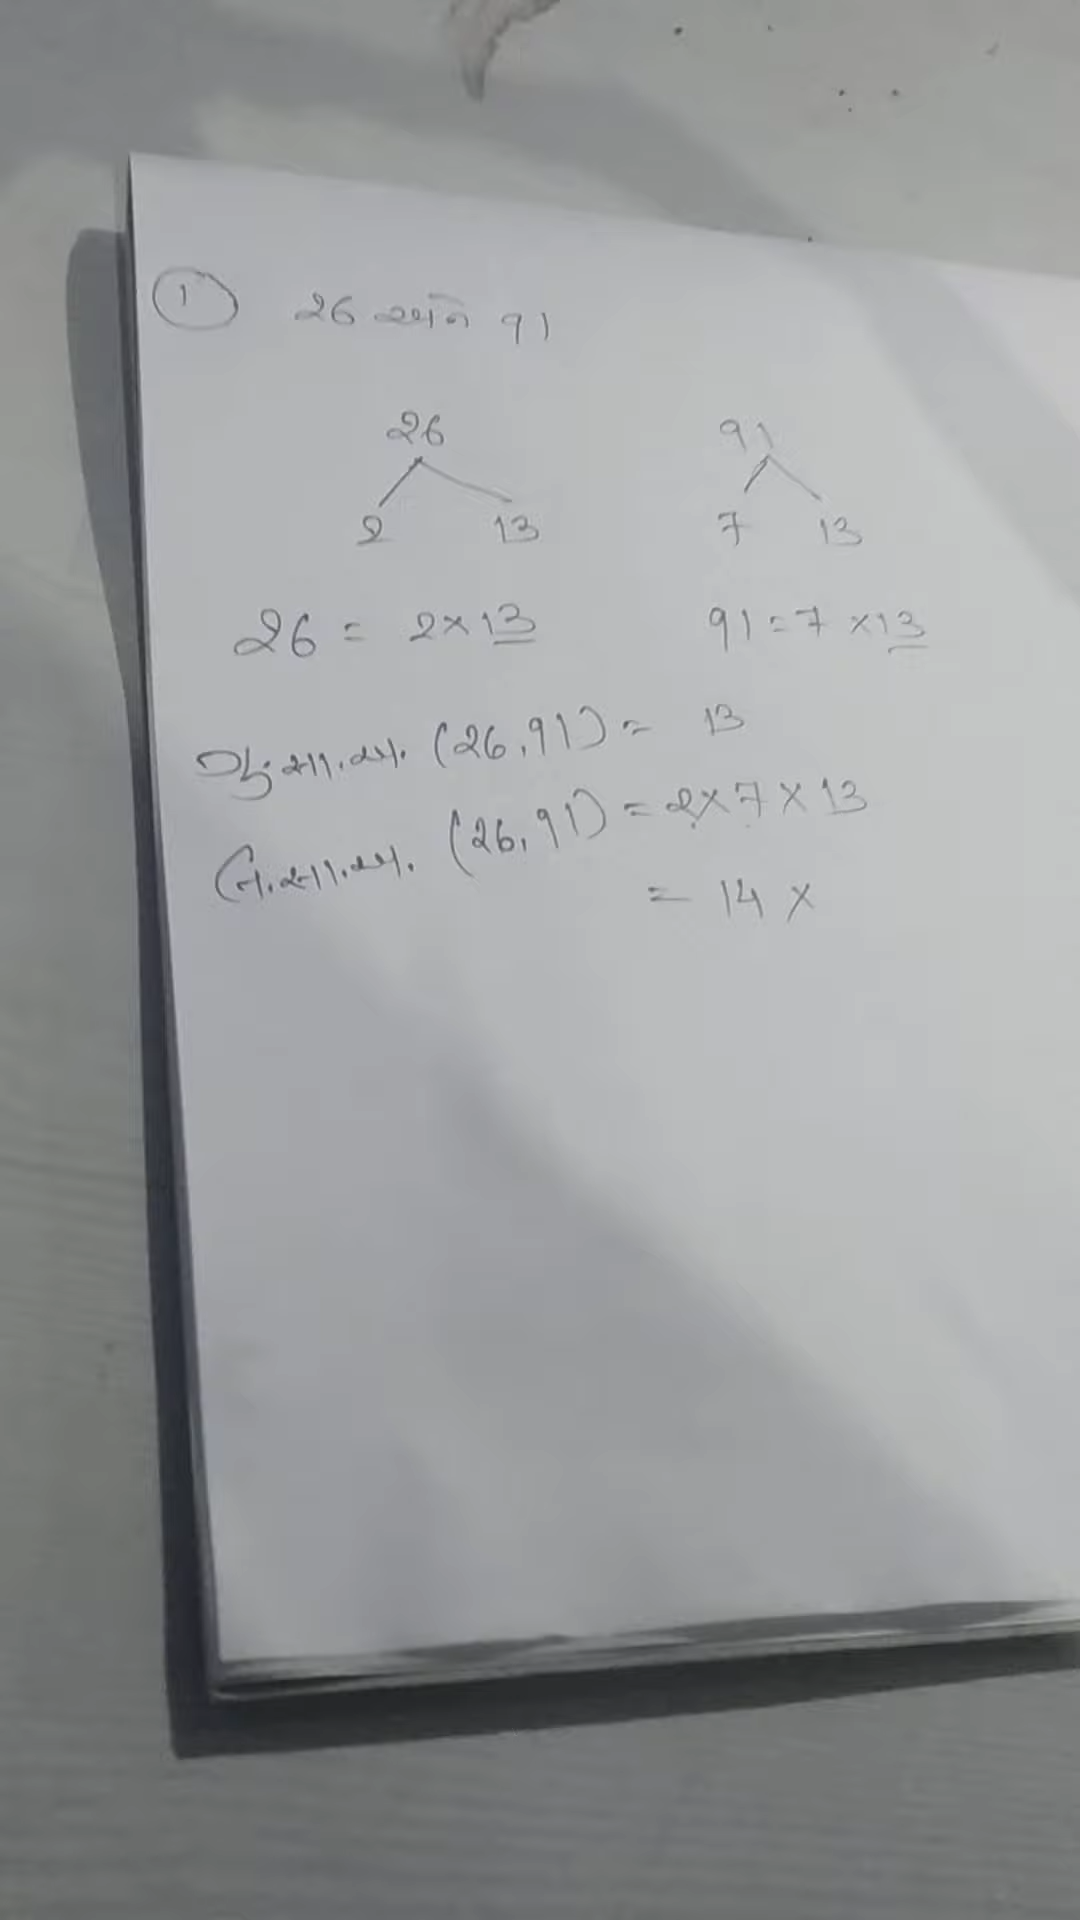 1 26 અને 91
26 91
2 13 7 13
26 = 2 × 13 91 = 7 × 13
ગુ.સા.અ. (26, 91) = 13
લ.સા.અ. (26, 91) = 2 × 7 × 13
= 14 ×